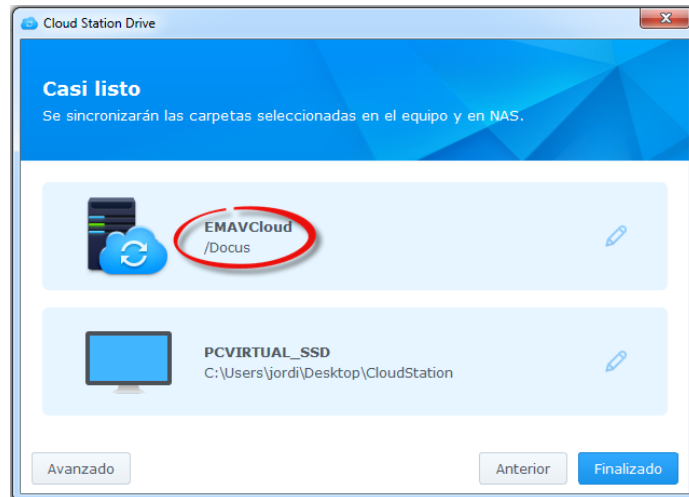 Cloud Station Drive
Casi listo
Se sincronizarán las carpetas seleccionadas en el equipo y en NAS.
EMAVCloud
/Docus
PCVIRTUAL_SSD
C:\Users\jordi\Desktop\CloudStation
Avanzado
Anterior
Finalizado